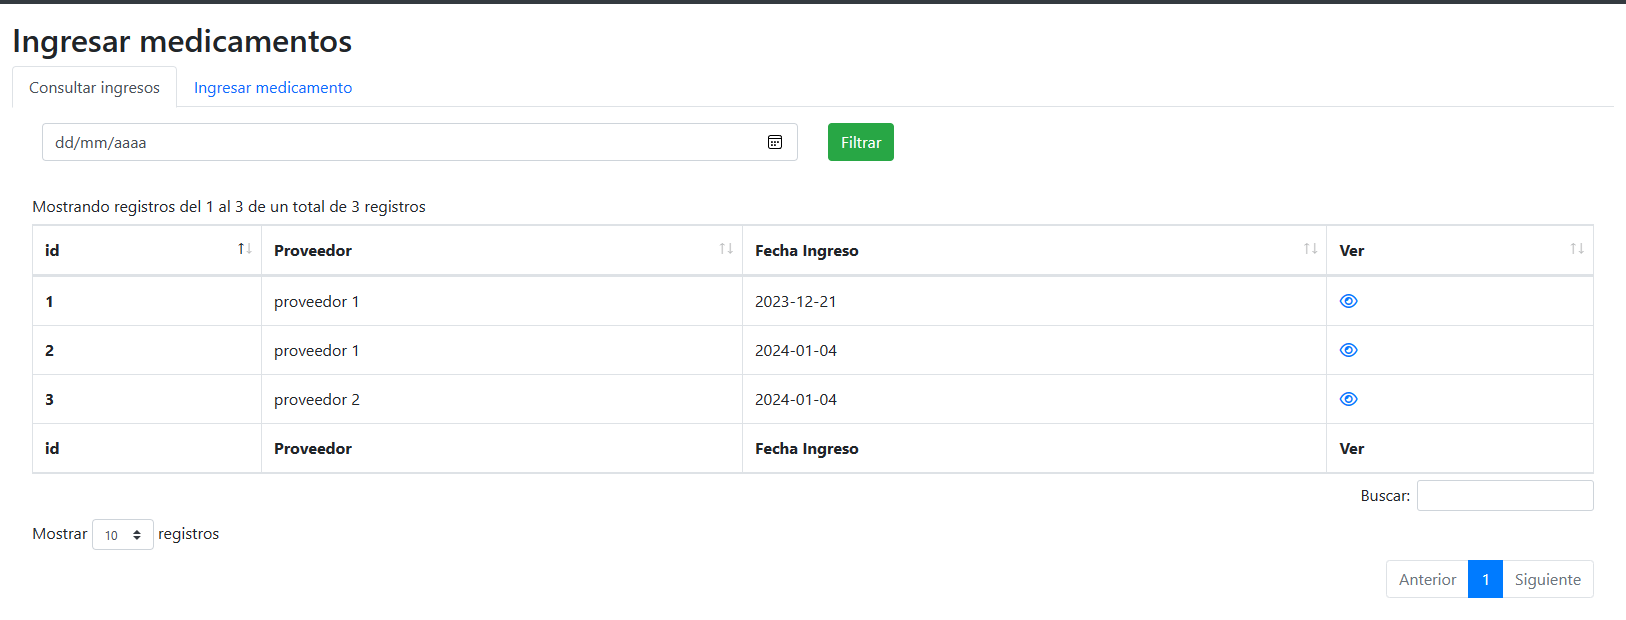 Ingresar medicamentos
Consultar ingresos Ingresar medicamento
dd/mm/aaaa Filtrar
Mostrando registros del 1 al 3 de un total de 3 registros
id Proveedor Fecha Ingreso Ver
1 proveedor 1 2023-12-21
2 proveedor 1 2024-01-04
3 proveedor 2 2024-01-04
id Proveedor Fecha Ingreso Ver
Buscar:
Mostrar 10 registros
Anterior 1 Siguiente